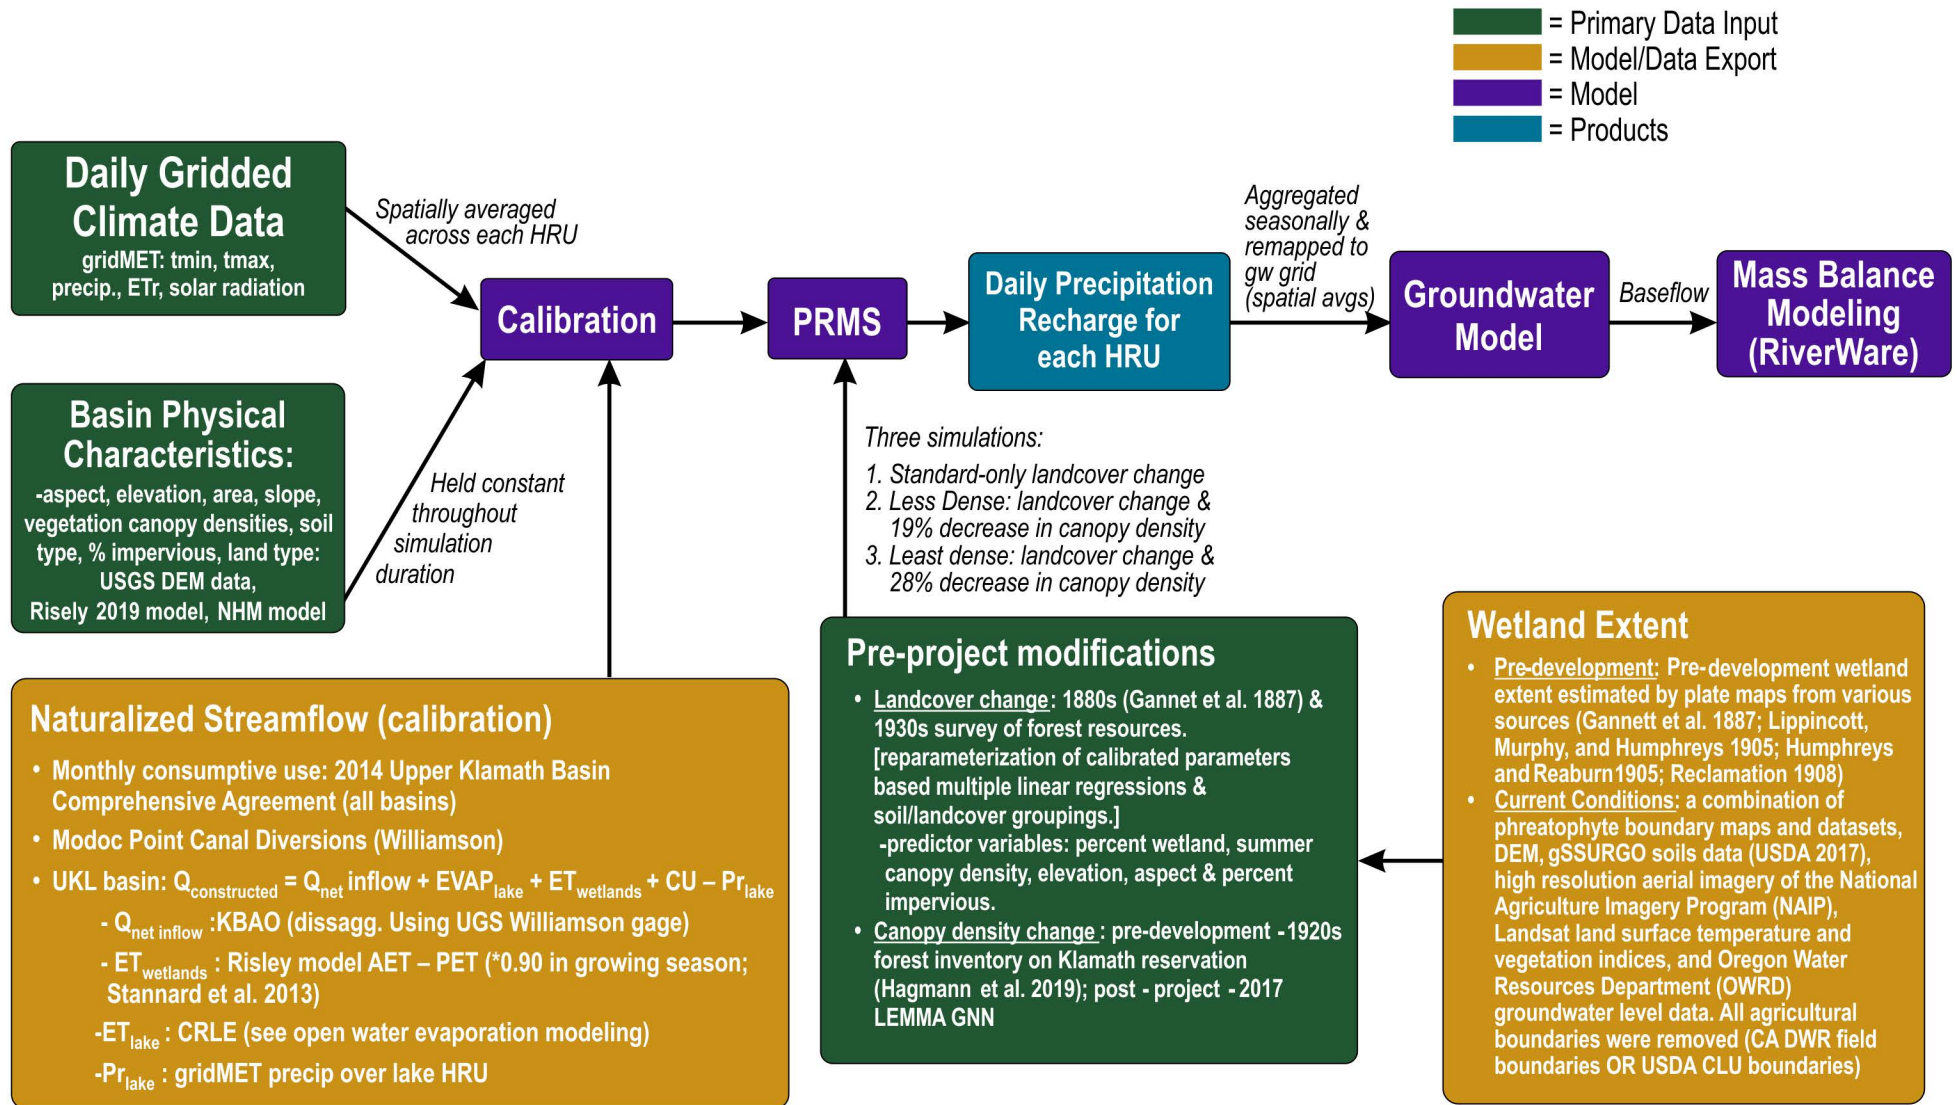 = Primary Data Input
= Model/Data Export
= Model
= Products
Daily Gridded
Climate Data
gridMET: tmin, tmax,
precip., ETr, solar radiation
Spatially averaged
across each HRU
Basin Physical
Characteristics:
-aspect, elevation, area, slope,
vegetation canopy densities, soil
type, % impervious, land type:
USGS DEM data,
Risely 2019 model, NHM model
Held constant
throughout
simulation
duration
Calibration
PRMS
Daily Precipitation
Recharge for
each HRU
Aggregated
seasonally &
remapped to
gw grid
(spatial avgs)
Groundwater
Model
Baseflow
Mass Balance
Modeling
(RiverWare)
Three simulations:
1. Standard-only landcover change
2. Less Dense: landcover change &
19% decrease in canopy density
3. Least dense: landcover change &
28% decrease in canopy density
Naturalized Streamflow (calibration)
• Monthly consumptive use: 2014 Upper Klamath Basin
Comprehensive Agreement (all basins)
• Modoc Point Canal Diversions (Williamson)
• UKL basin: Qconstructed = Qnet inflow + EVAPlake + ETwetlands + CU – Prlake
- Qnet inflow :KBAO (dissagg. Using UGS Williamson gage)
- ETwetlands : Risley model AET – PET (*0.90 in growing season;
Stannard et al. 2013)
-ETlake : CRLE (see open water evaporation modeling)
-Prlake : gridMET precip over lake HRU
Pre-project modifications
• Landcover change: 1880s (Gannet et al. 1887) &
1930s survey of forest resources.
[reparameterization of calibrated parameters
based multiple linear regressions &
soil/landcover groupings.]
-predictor variables: percent wetland, summer
canopy density, elevation, aspect & percent
impervious.
• Canopy density change : pre-development -1920s
forest inventory on Klamath reservation
(Hagmann et al. 2019); post - project - 2017
LEMMA GNN
Wetland Extent
• Pre-development: Pre-development wetland
extent estimated by plate maps from various
sources (Gannett et al. 1887; Lippincott,
Murphy, and Humphreys 1905; Humphreys
and Reaburn 1905; Reclamation 1908)
• Current Conditions: a combination of
phreatophyte boundary maps and datasets,
DEM, gSSURGO soils data (USDA 2017),
high resolution aerial imagery of the National
Agriculture Imagery Program (NAIP),
Landsat land surface temperature and
vegetation indices, and Oregon Water
Resources Department (OWRD)
groundwater level data. All agricultural
boundaries were removed (CA DWR field
boundaries OR USDA CLU boundaries)